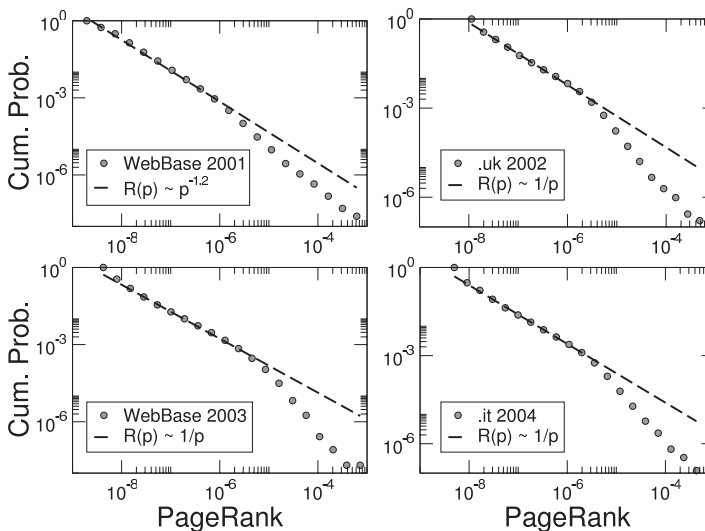 10^0
10^-3
10^-6
Cum. Prob.
WebBase 2001
R(p) ~ p^-1.2
10^-8
10^-6
10^-4
10^0
10^-3
10^-6
.uk 2002
R(p) ~ 1/p
10^-8
10^-6
10^-4
10^0
10^-3
10^-6
Cum. Prob.
WebBase 2003
R(p) ~ 1/p
10^-8
10^-6
10^-4
PageRank
10^0
10^-3
10^-6
.it 2004
R(p) ~ 1/p
10^-8
10^-6
10^-4
PageRank